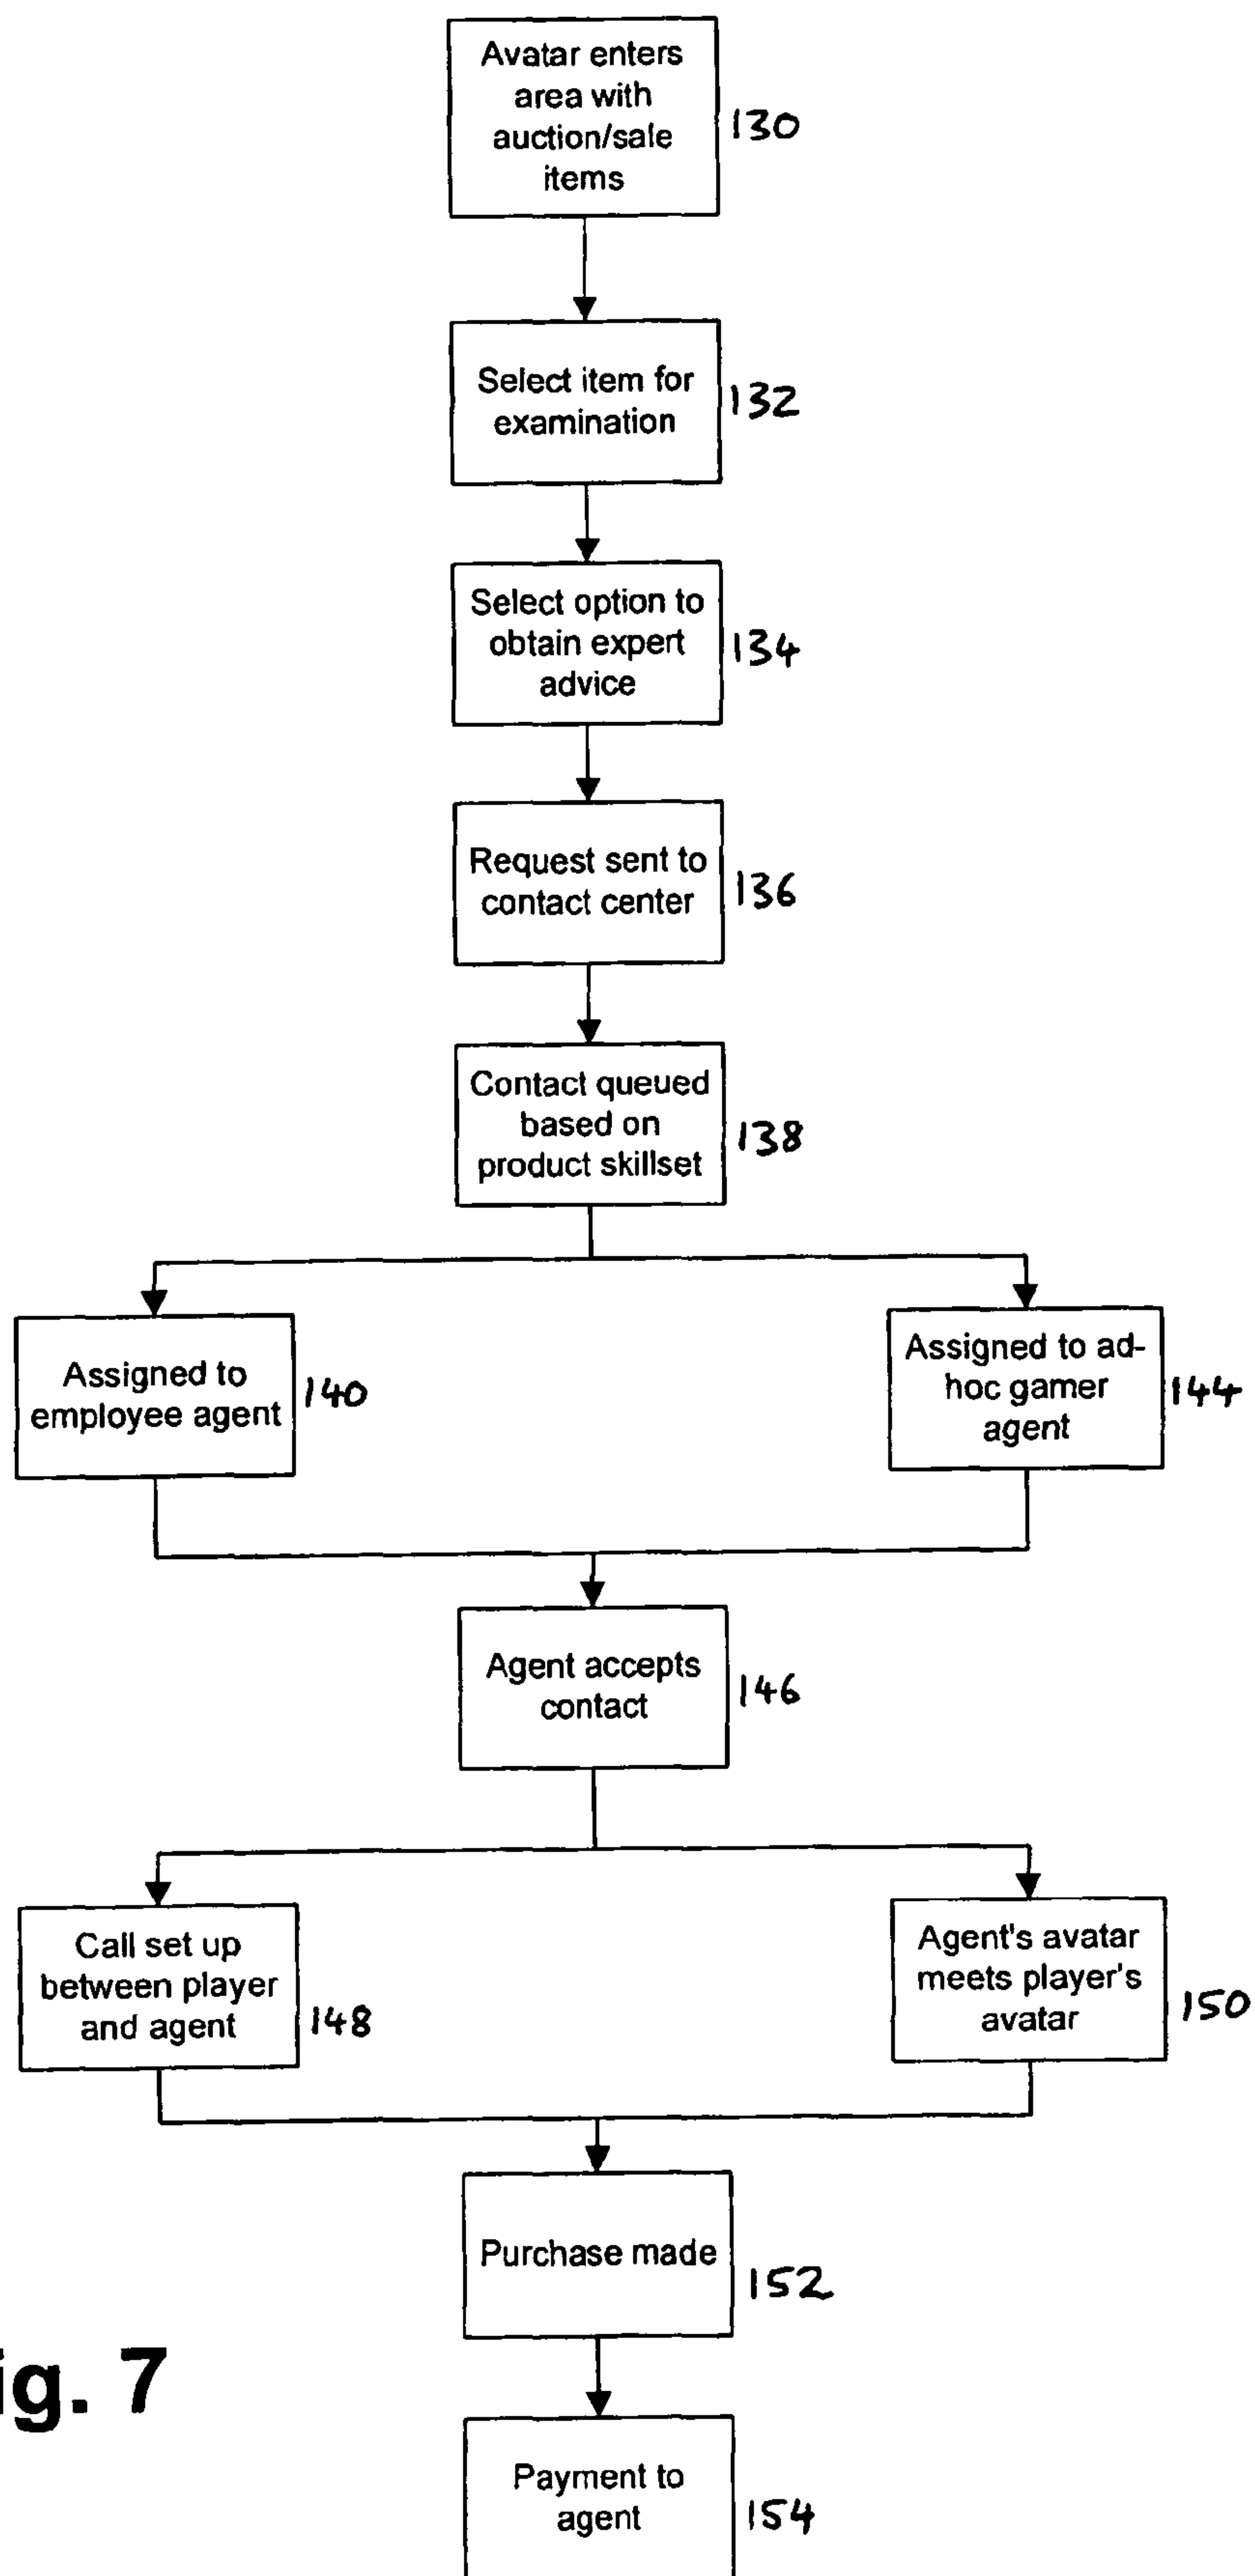 Avatar enters
area with
auction/sale
items
130
Select item for
examination
132
Select option to
obtain expert
advice
134
Request sent to
contact center
136
Contact queued
based on
product skillset
138
Assigned to
employee agent
140
Assigned to ad-
hoc gamer
agent
144
Agent accepts
contact
146
Call set up
between player
and agent
148
Agent's avatar
meets player's
avatar
150
Purchase made
152
ig. 7
Payment to
agent
154